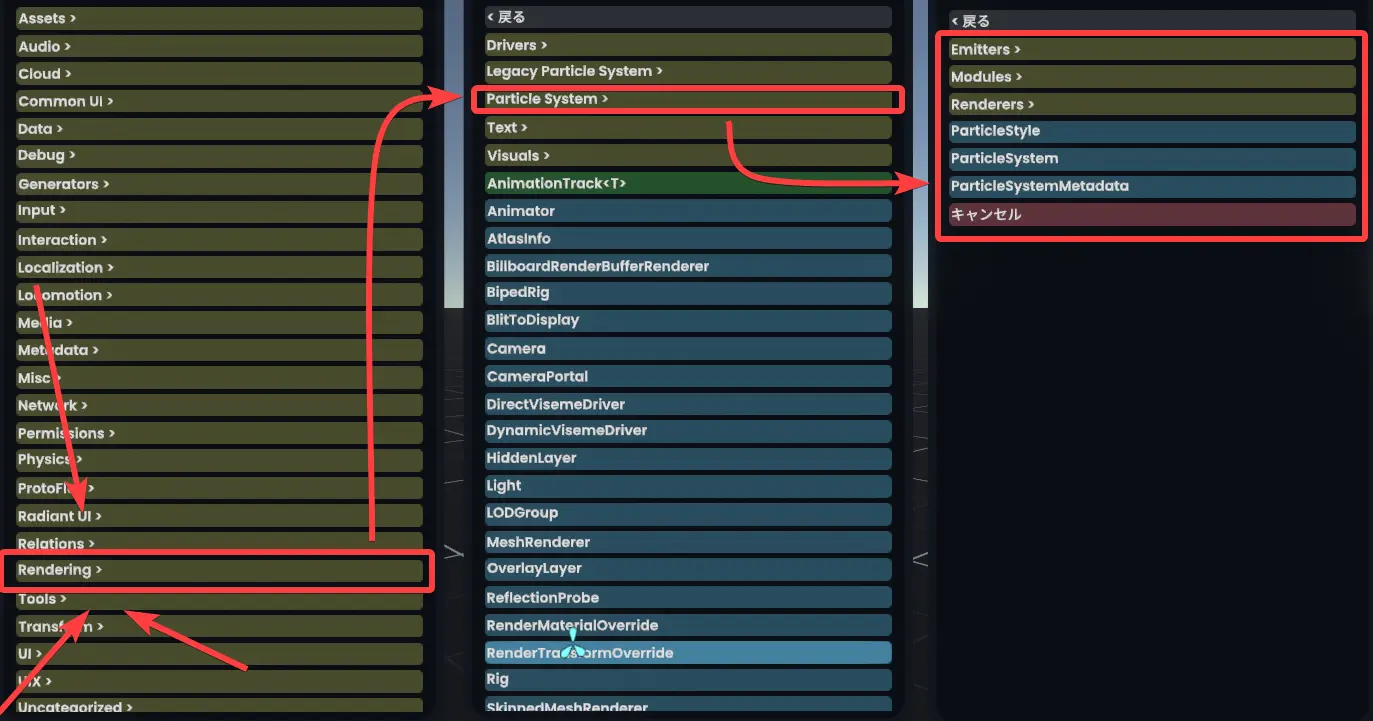 Assets >
Audio >
Cloud >
Common UI >
Data >
Debug >
Generators >
Input >
Interaction >
Localization >
Locomotion >
Media >
Metadata >
Misc >
Network >
Permissions >
Physics >
ProtoFlux >
Radiant UI >
Relations >
Rendering >
Tools >
Transform >
UI >
UIX >
Uncategorized >
< 戻る
Drivers >
Legacy Particle System >
Particle System >
Text >
Visuals >
AnimationTrack<T>
Animator
AtlasInfo
BillboardRenderBufferRenderer
BipedRig
BlitToDisplay
Camera
CameraPortal
DirectVisemeDriver
DynamicVisemeDriver
HiddenLayer
Light
LODGroup
MeshRenderer
OverlayLayer
ReflectionProbe
RenderMaterialOverride
RenderTransformOverride
Rig
SkinnedMeshRenderer
< 戻る
Emitters >
Modules >
Renderers >
ParticleStyle
ParticleSystem
ParticleSystemMetadata
キャンセル